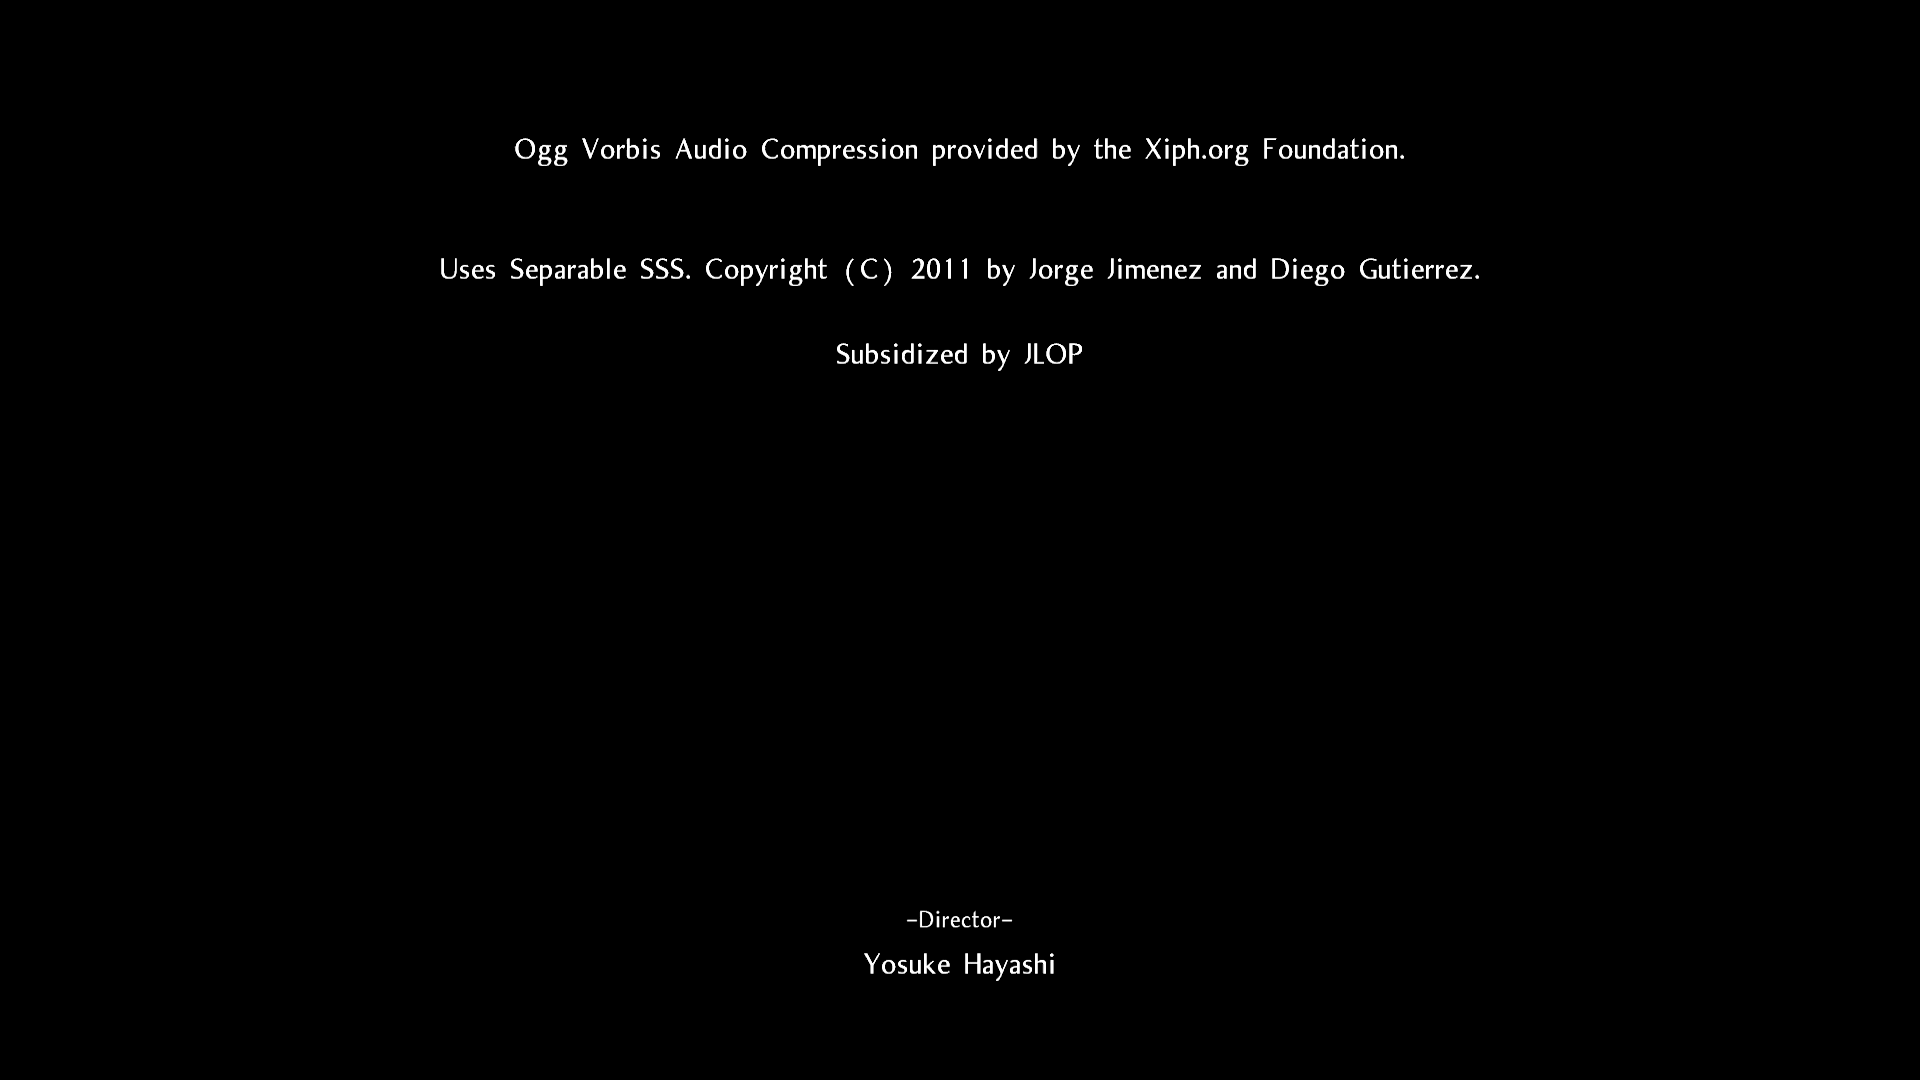 Ogg Vorbis Audio Compression provided by the Xiph.org Foundation.
Uses Separable SSS. Copyright (C) 2011 by Jorge Jimenez and Diego Gutierrez.
Subsidized by JLOP
-Director-
Yosuke Hayashi